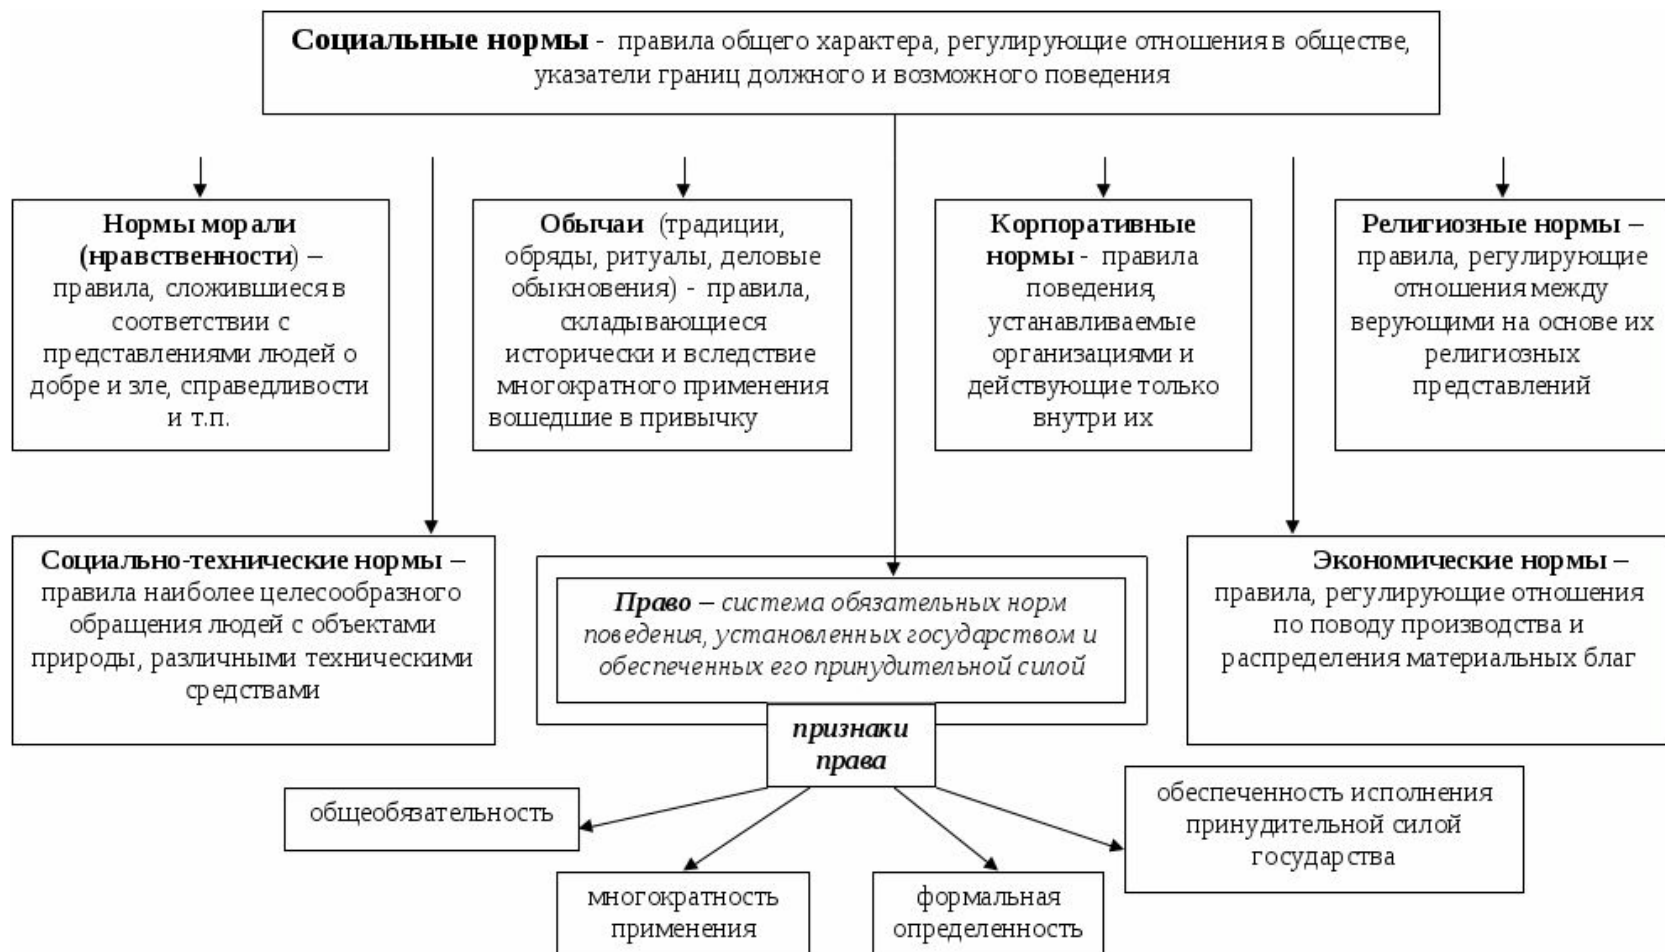 Социальные нормы - правила общего характера, регулирующие отношения в обществе,
указатели границ должного и возможного поведения
Нормы морали
(нравственности) –
правила, сложившиеся в
соответствии с
представлениями людей о
добре и зле, справедливости
и т.п.
Обычаи (традиции,
обряды, ритуалы, деловые
обыкновения) - правила,
складывающиеся
исторически и вследствие
многократного применения
вошедшие в привычку
Корпоративные
нормы - правила
поведения,
устанавливаемые
организациями и
действующие только
внутри их
Религиозные нормы –
правила, регулирующие
отношения между
верующими на основе их
религиозных
представлений
Социально-технические нормы –
правила наиболее целесообразного
обращения людей с объектами
природы, различными техническими
средствами
Право – система обязательных норм
поведения, установленных государством и
обеспеченных его принудительной силой
Экономические нормы –
правила, регулирующие отношения
по поводу производства и
распределения материальных благ
признаки
права
общеобязательность
многократность
применения
формальная
определенность
обеспеченность исполнения
принудительной силой
государства